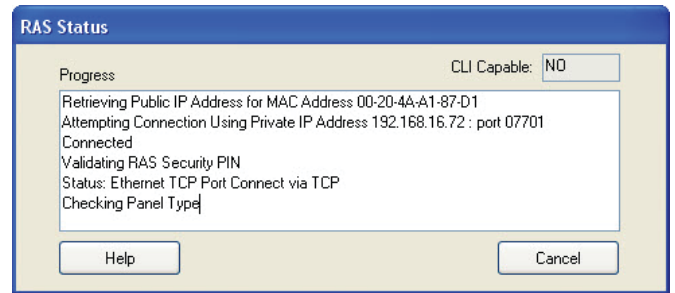 RAS Status
Progress
CLI Capable: NO
Retrieving Public IP Address for MAC Address 00-20-4A-A1-87-D1
Attempting Connection Using Private IP Address 192.168.16.72 : port 07701
Connected
Validating RAS Security PIN
Status: Ethernet TCP Port Connect via TCP
Checking Panel Type
Help
Cancel